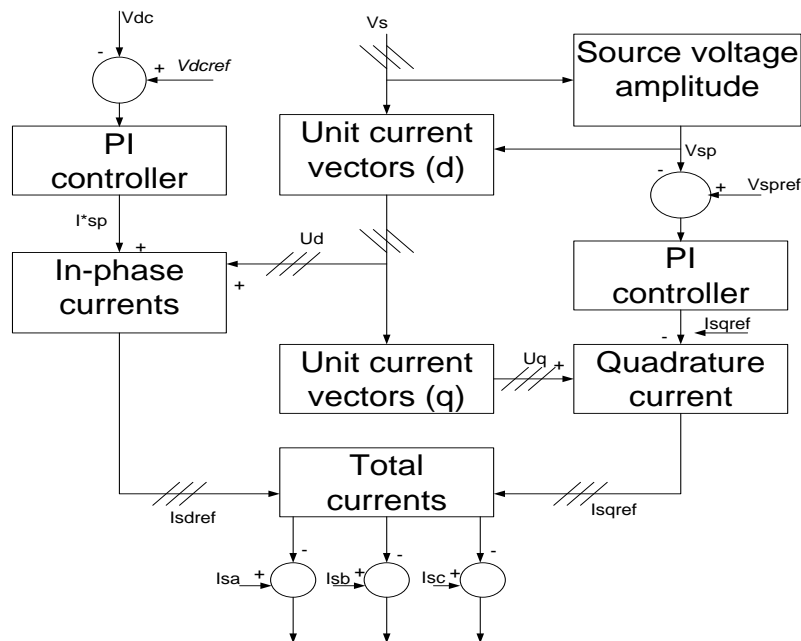 Vdc
Vs
-
+
Vdcref
Source voltage
amplitude
PI
controller
Unit current
vectors (d)
Vsp
-
+
Vspref
I*sp
+
Ud
+
In-phase
currents
PI
controller
Isqref
-
Unit current
vectors (q)
Uq
+
Quadrature
current
Total
currents
Isdref
Isqref
-
-
-
Isa
+
Isb
+
Isc
+